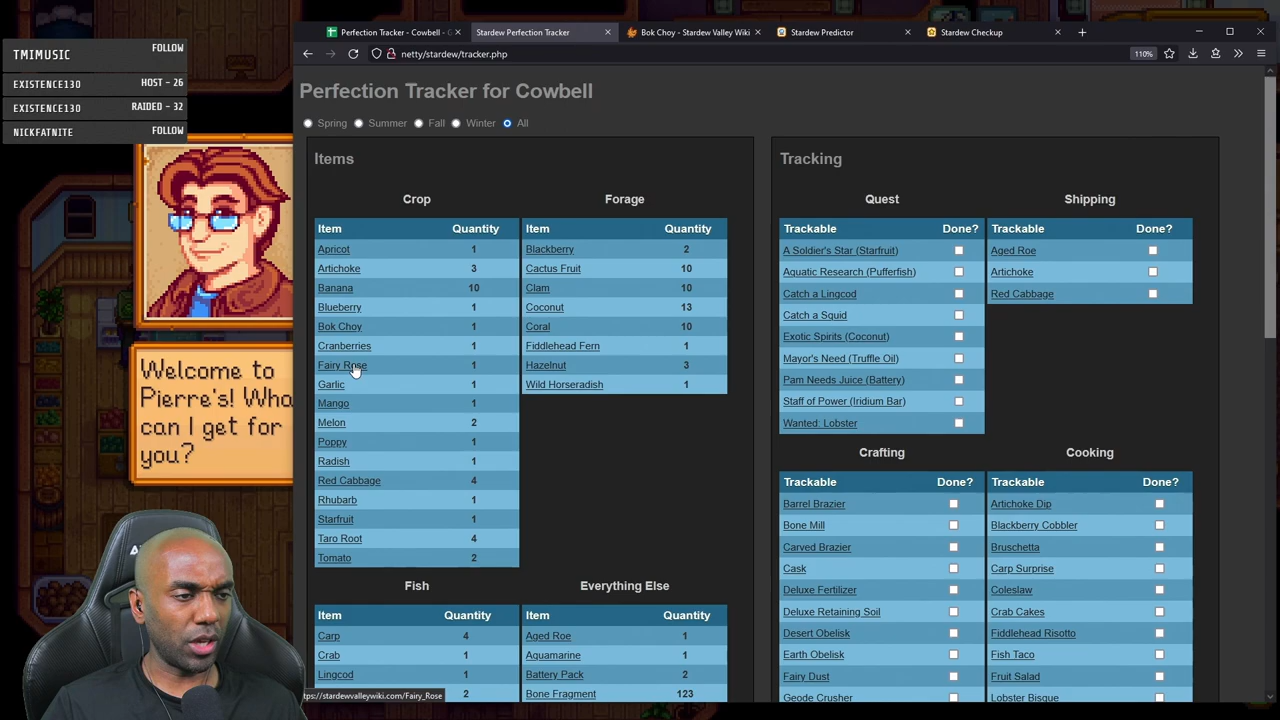 TMIMUSIC FOLLOW
EXISTENCE130 HOST - 26
EXISTENCE130 RAIDED - 32
NICKFATNITE FOLLOW
Welcome to
Pierre's!
can I get for
you?
Perfection Tracker - Cowbell -
Stardew Perfection Tracker
Bok Choy - Stardew Valley Wiki
Stardew Predictor
Stardew Checkup
netty/stardew/tracker.php
110%
Perfection Tracker for Cowbell
Spring Summer Fall Winter All
Items
Crop
Item Quantity
Apricot 1
Artichoke 3
Banana 10
Blueberry 1
Bok Choy 1
Cranberries 1
Fairy Rose 1
Garlic 1
Mango 1
Melon 2
Poppy 1
Radish 1
Red Cabbage 4
Rhubarb 1
Starfruit 1
Taro Root 4
Tomato 2
Forage
Item Quantity
Blackberry 2
Cactus Fruit 10
Clam 10
Coconut 13
Coral 10
Fiddlehead Fern 1
Hazelnut 3
Wild Horseradish 1
Fish
Item Quantity
Carp 4
Crab 1
Lingcod 1
2
Everything Else
Item Quantity
Aged Roe 1
Aquamarine 1
Battery Pack 2
Bone Fragment 123
tps://stardewvalleywiki.com/Fairy_Rose
Tracking
Quest
Trackable Done?
A Soldier's Star (Starfruit)
Aquatic Research (Pufferfish)
Catch a Lingcod
Catch a Squid
Exotic Spirits (Coconut)
Mayor's Need (Truffle Oil)
Pam Needs Juice (Battery)
Staff of Power (Iridium Bar)
Wanted: Lobster
Shipping
Trackable Done?
Aged Roe
Artichoke
Red Cabbage
Crafting
Trackable Done?
Barrel Brazier
Bone Mill
Carved Brazier
Cask
Deluxe Fertilizer
Deluxe Retaining Soil
Desert Obelisk
Earth Obelisk
Fairy Dust
Geode Crusher
Cooking
Trackable Done?
Artichoke Dip
Blackberry Cobbler
Bruschetta
Carp Surprise
Coleslaw
Crab Cakes
Fiddlehead Risotto
Fish Taco
Fruit Salad
Lobster Bisque